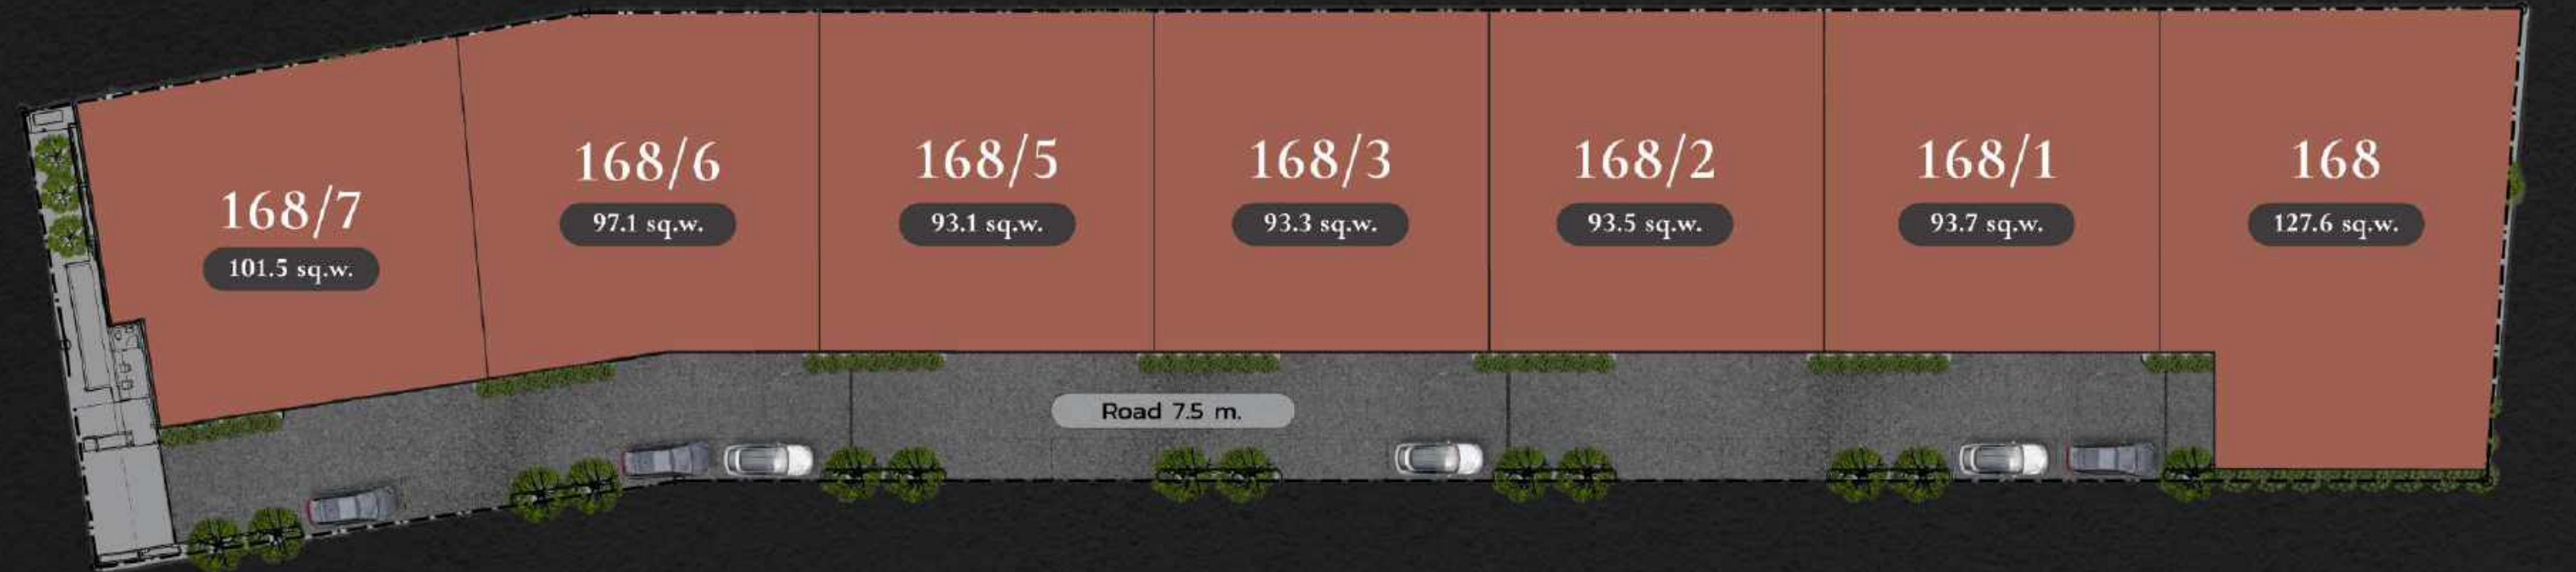 168/7
101.5 sq.w.
168/6
97.1 sq.w.
168/5
93.1 sq.w.
168/3
93.3 sq.w.
168/2
93.5 sq.w.
168/1
93.7 sq.w.
168
127.6 sq.w.
Road 7.5 m.